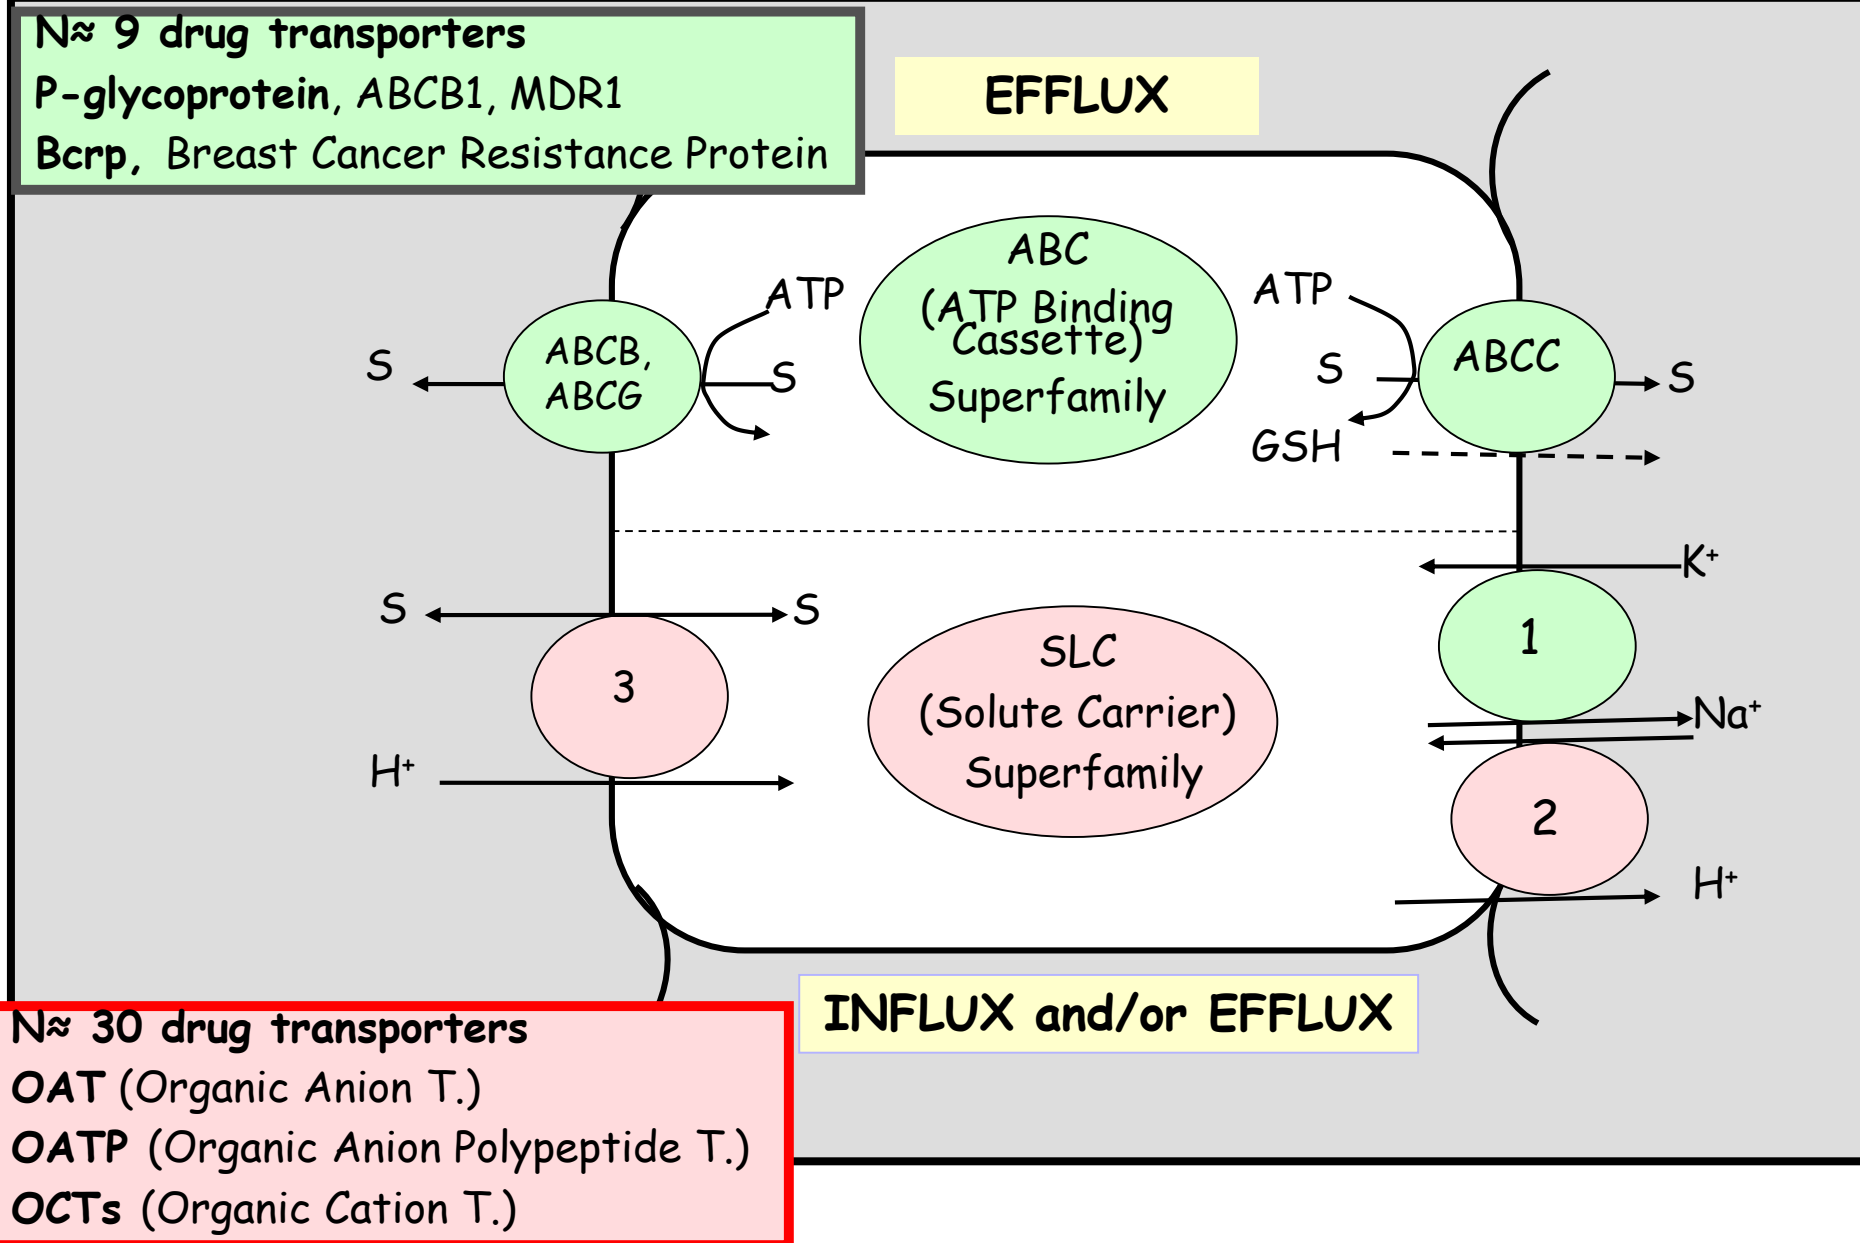 N≈ 9 drug transporters
P-glycoprotein, ABCB1, MDR1
Bcrp, Breast Cancer Resistance Protein
EFFLUX
ABC
(ATP Binding
Cassette)
Superfamily
ATP
S
ABCB,
ABCG
S
ATP
S
ABCC
S
GSH
K⁺
S
S
3
H⁺
SLC
(Solute Carrier)
Superfamily
1
Na⁺
2
H⁺
INFLUX and/or EFFLUX
N≈ 30 drug transporters
OAT (Organic Anion T.)
OATP (Organic Anion Polypeptide T.)
OCTs (Organic Cation T.)